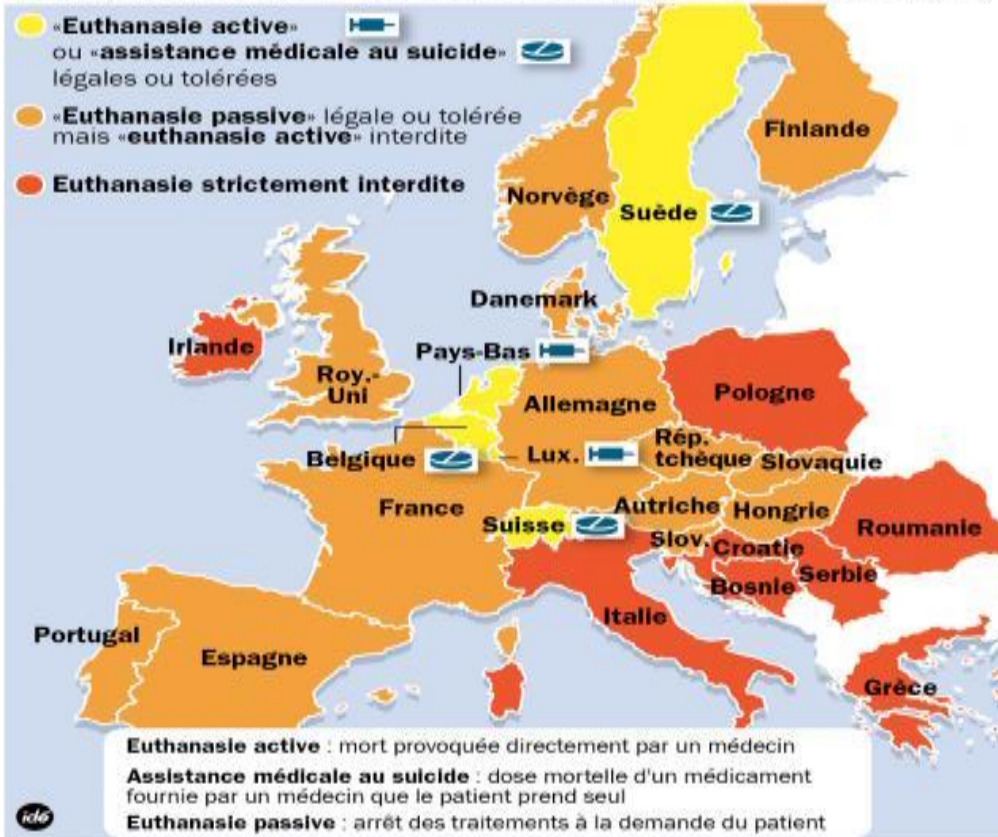 «Euthanasie active»
ou «assistance médicale au suicide»
légales ou tolérées
«Euthanasie passive» légale ou tolérée
mais «euthanasie active» interdite
Euthanasie strictement interdite
Finlande
Norvège
Suède
Danemark
Irlande
Pays-Bas
Roy.-
Uni
Pologne
Allemagne
Rép.
tchèque
Belgique
Lux.
Slovaquie
France
Autriche
Hongrie
Suisse
Roumanie
Slov.
Croatie
Bosnie
Serbie
Italie
Portugal
Espagne
Grèce
Euthanasie active : mort provoquée directement par un médecin
Assistance médicale au suicide : dose mortelle d'un médicament
fournie par un médecin que le patient prend seul
Euthanasie passive : arrêt des traitements à la demande du patient
idé